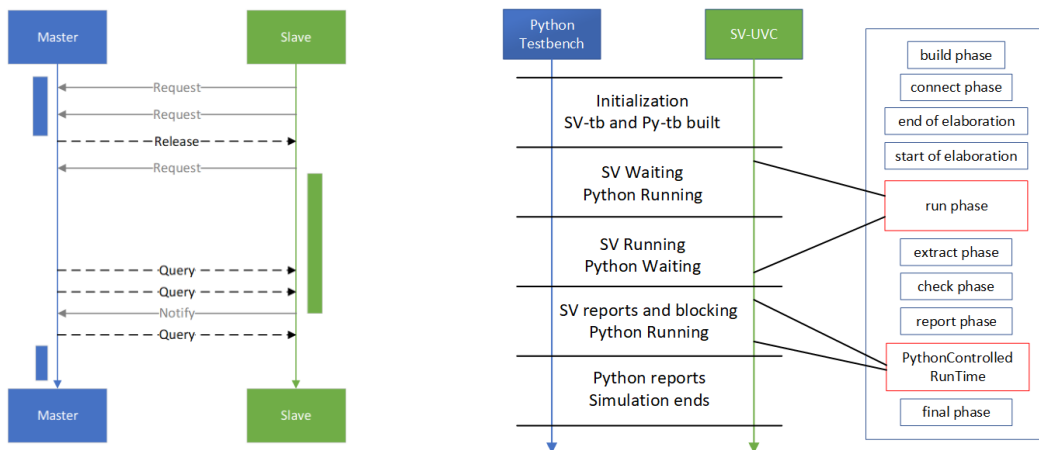 Master
Slave
Request
Request
Release
Request
Query
Query
Notify
Query
Master
Slave
Python
Testbench
SV-UVC
Initialization
SV-tb and Py-tb built
SV Waiting
Python Running
SV Running
Python Waiting
SV reports and blocking
Python Running
Python reports
Simulation ends
build phase
connect phase
end of elaboration
start of elaboration
run phase
extract phase
check phase
report phase
PythonControlled
RunTime
final phase